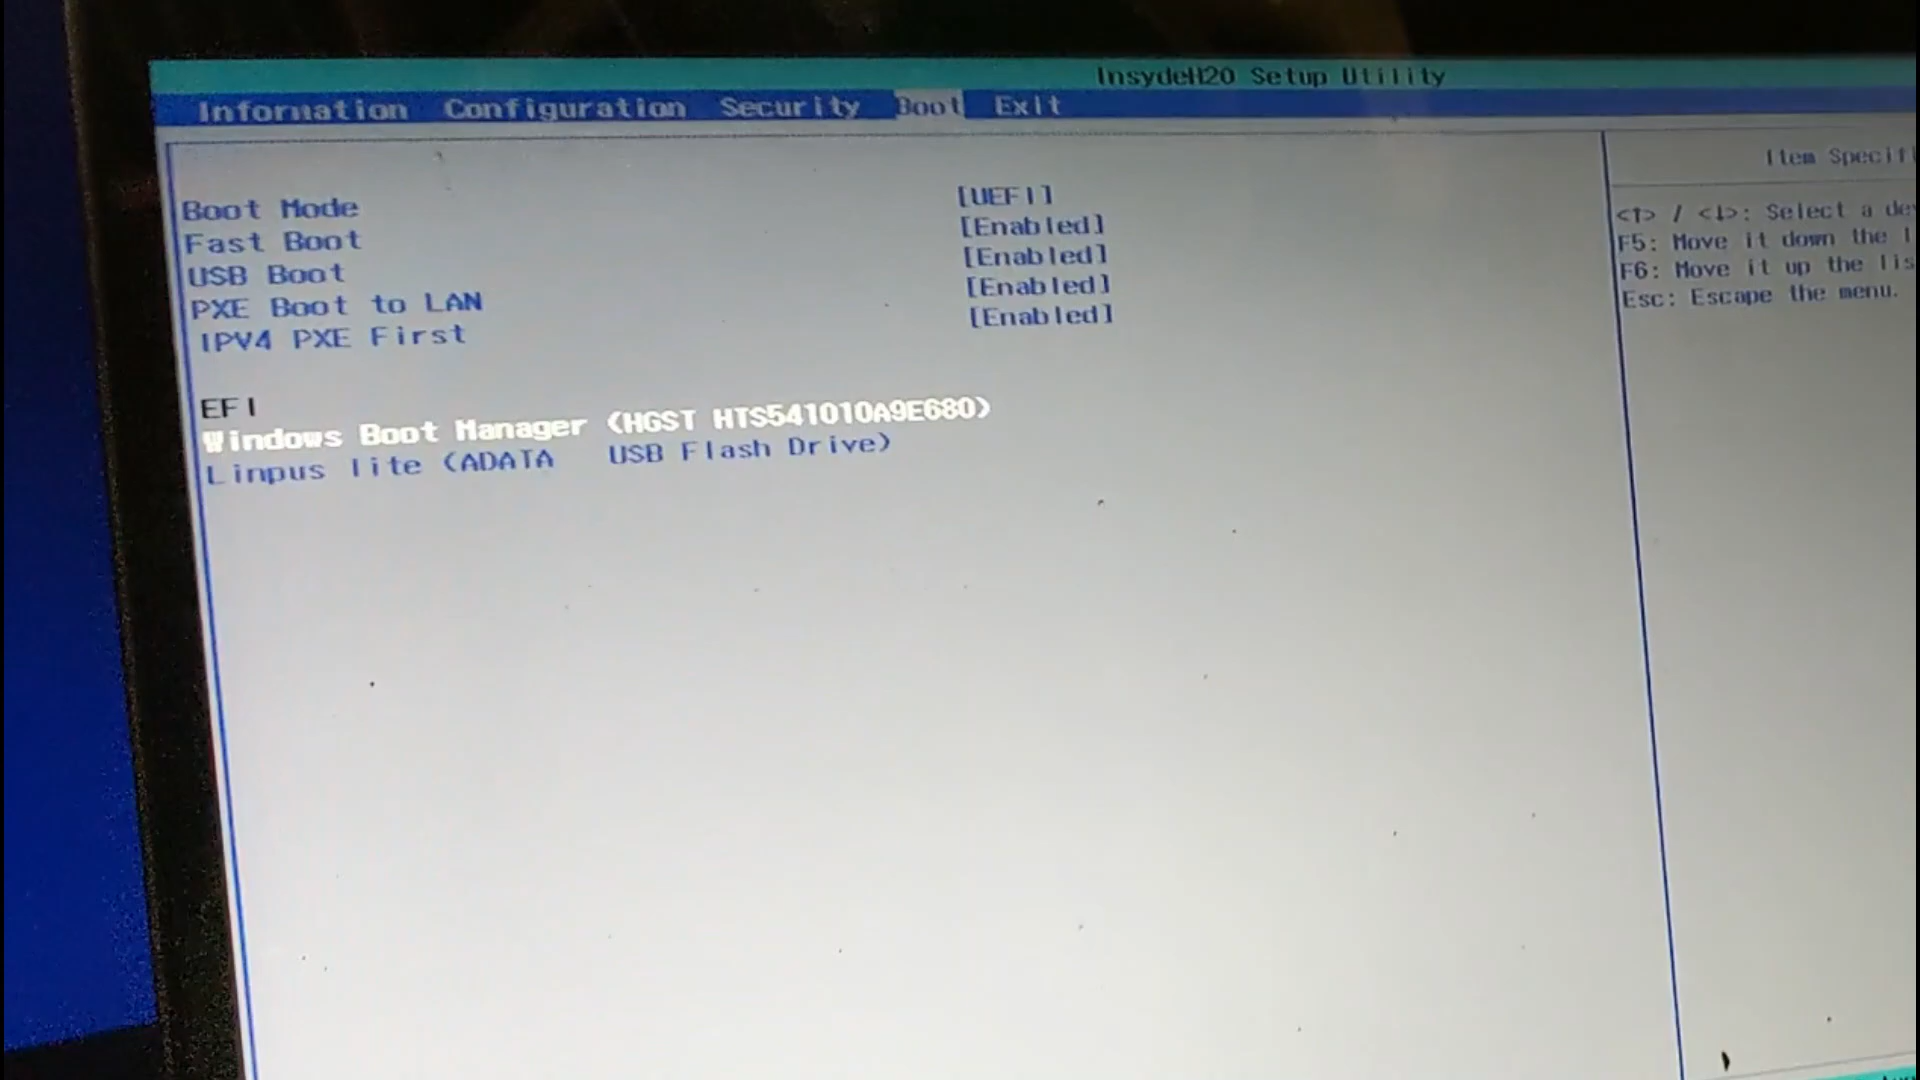 InsydeH20 Setup Utility
Information Configuration Security Boot Exit
Boot Mode [UEFI]
Fast Boot [Enabled]
USB Boot [Enabled]
PXE Boot to LAN [Enabled]
IPV4 PXE First [Enabled]
EFI
Windows Boot Manager (HGST HTS541010A9E680)
Linpus lite (ADATA USB Flash Drive)
Item
<↑> / <↓>: Select a
F5: Move it down the
F6: Move it up the
Esc: Escape the menu.